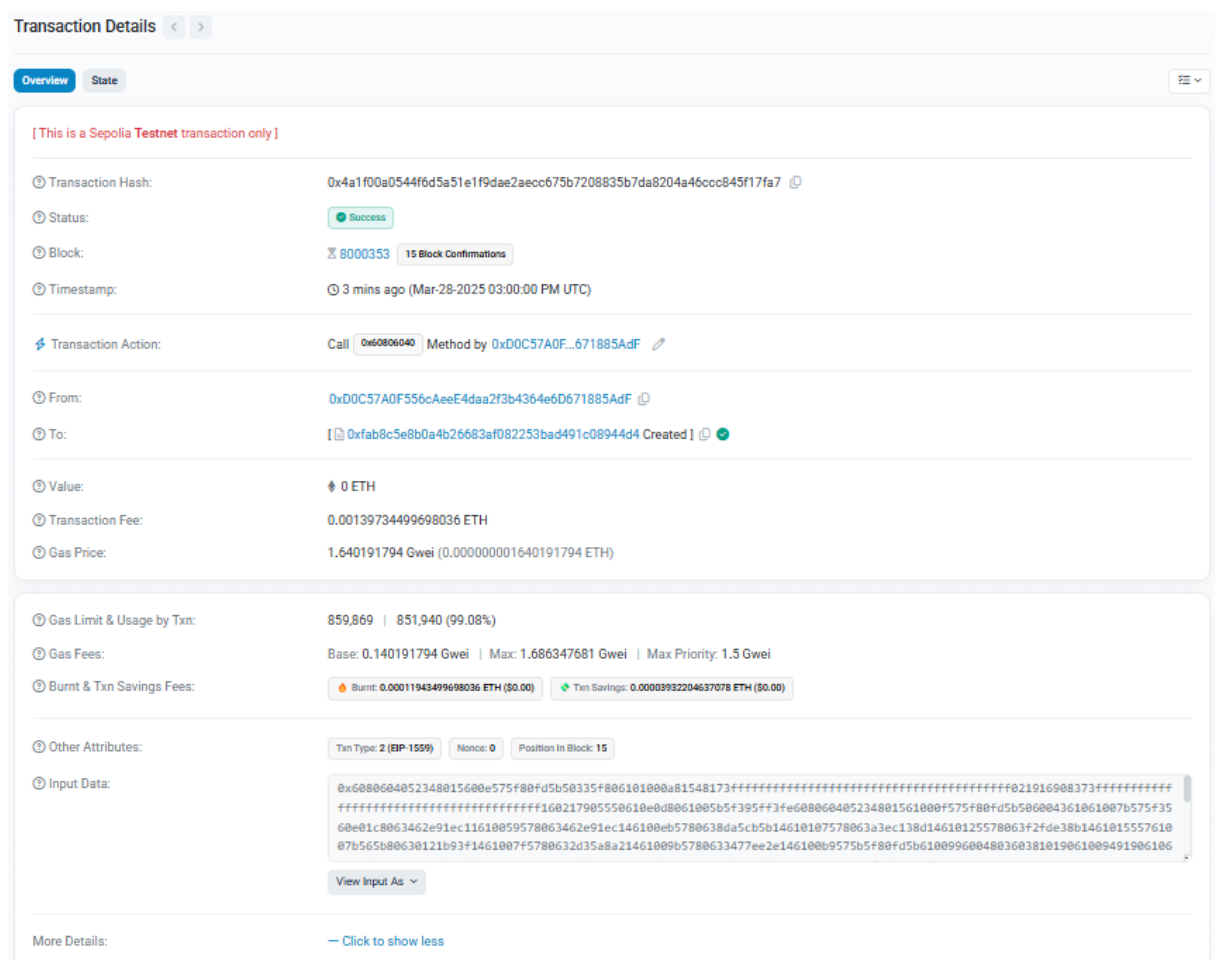 Transaction Details < >
Overview State
[ This is a Sepolia Testnet transaction only ]
Transaction Hash: 0x4a1f00a0544f6d5a51e1f9dae2aecc675b7208835b7da8204a46ccc845f17fa7
Status: Success
Block: 8000353 15 Block Confirmations
Timestamp: 3 mins ago (Mar-28-2025 03:00:00 PM UTC)
Transaction Action: Call 0x60806040 Method by 0xD0C57A0F...671885AdF
From: 0xD0C57A0F556cAeeE4daa2f3b4364e6D671885AdF
To: [ 0xfab8c5e8b0a4b26683af082253bad491c08944d4 Created ]
Value: 0 ETH
Transaction Fee: 0.00139734499698036 ETH
Gas Price: 1.640191794 Gwei (0.000000001640191794 ETH)
Gas Limit & Usage by Txn: 859,869 | 851,940 (99.08%)
Gas Fees: Base: 0.140191794 Gwei | Max: 1.686347681 Gwei | Max Priority: 1.5 Gwei
Burnt & Txn Savings Fees: Burnt: 0.00011943499698036 ETH ($0.00) Txn Savings: 0.00003932204637078 ETH ($0.00)
Other Attributes: Txn Type: 2 (EIP-1559) Nonce: 0 Position In Block: 15
Input Data: 0x6080604052348015600e575f80fd5b50335f806101000a81548173ffffffffffffffffffffffffffffffffffffffff021916908373fffffffffff
fffffffffffffffffffffffffffff160217905550610e0d8061005b5f395ff3fe608060405234801561000f575f80fd5b506004361061007b575f35
60e01c8063462e91ec11610059578063462e91ec146100eb5780638da5cb5b14610107578063a3ec138d14610125578063f2fde38b1461015557610
07b565b80630121b93f1461007f5780632d35a8a21461009b5780633477ee2e146100b9575b5f80fd5b610099600480360381019061009491906106
View Input As
More Details: — Click to show less